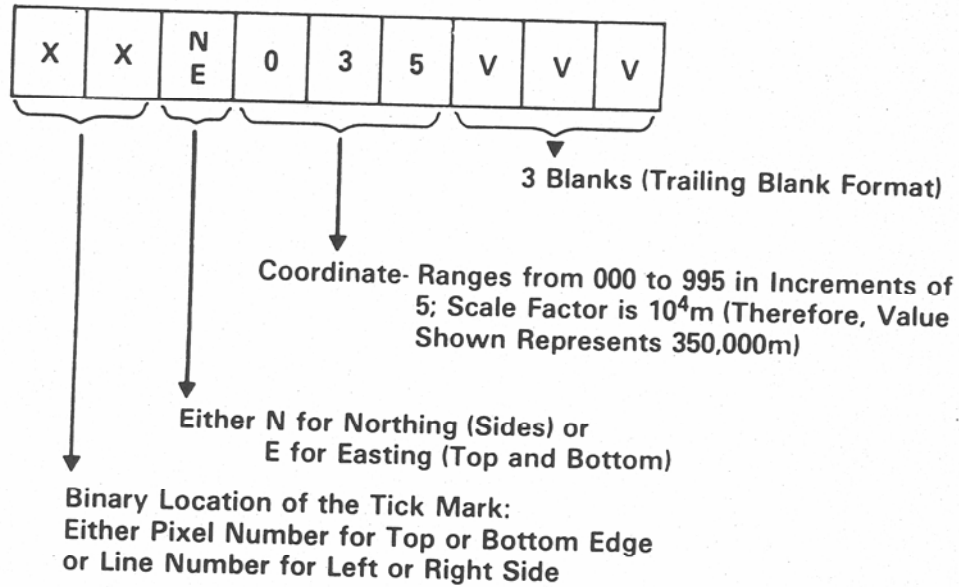 X X N E 0 3 5 V V V
3 Blanks (Trailing Blank Format)
Coordinate- Ranges from 000 to 995 in Increments of
5; Scale Factor is 10⁴m (Therefore, Value
Shown Represents 350,000m)
Either N for Northing (Sides) or
E for Easting (Top and Bottom)
Binary Location of the Tick Mark:
Either Pixel Number for Top or Bottom Edge
or Line Number for Left or Right Side